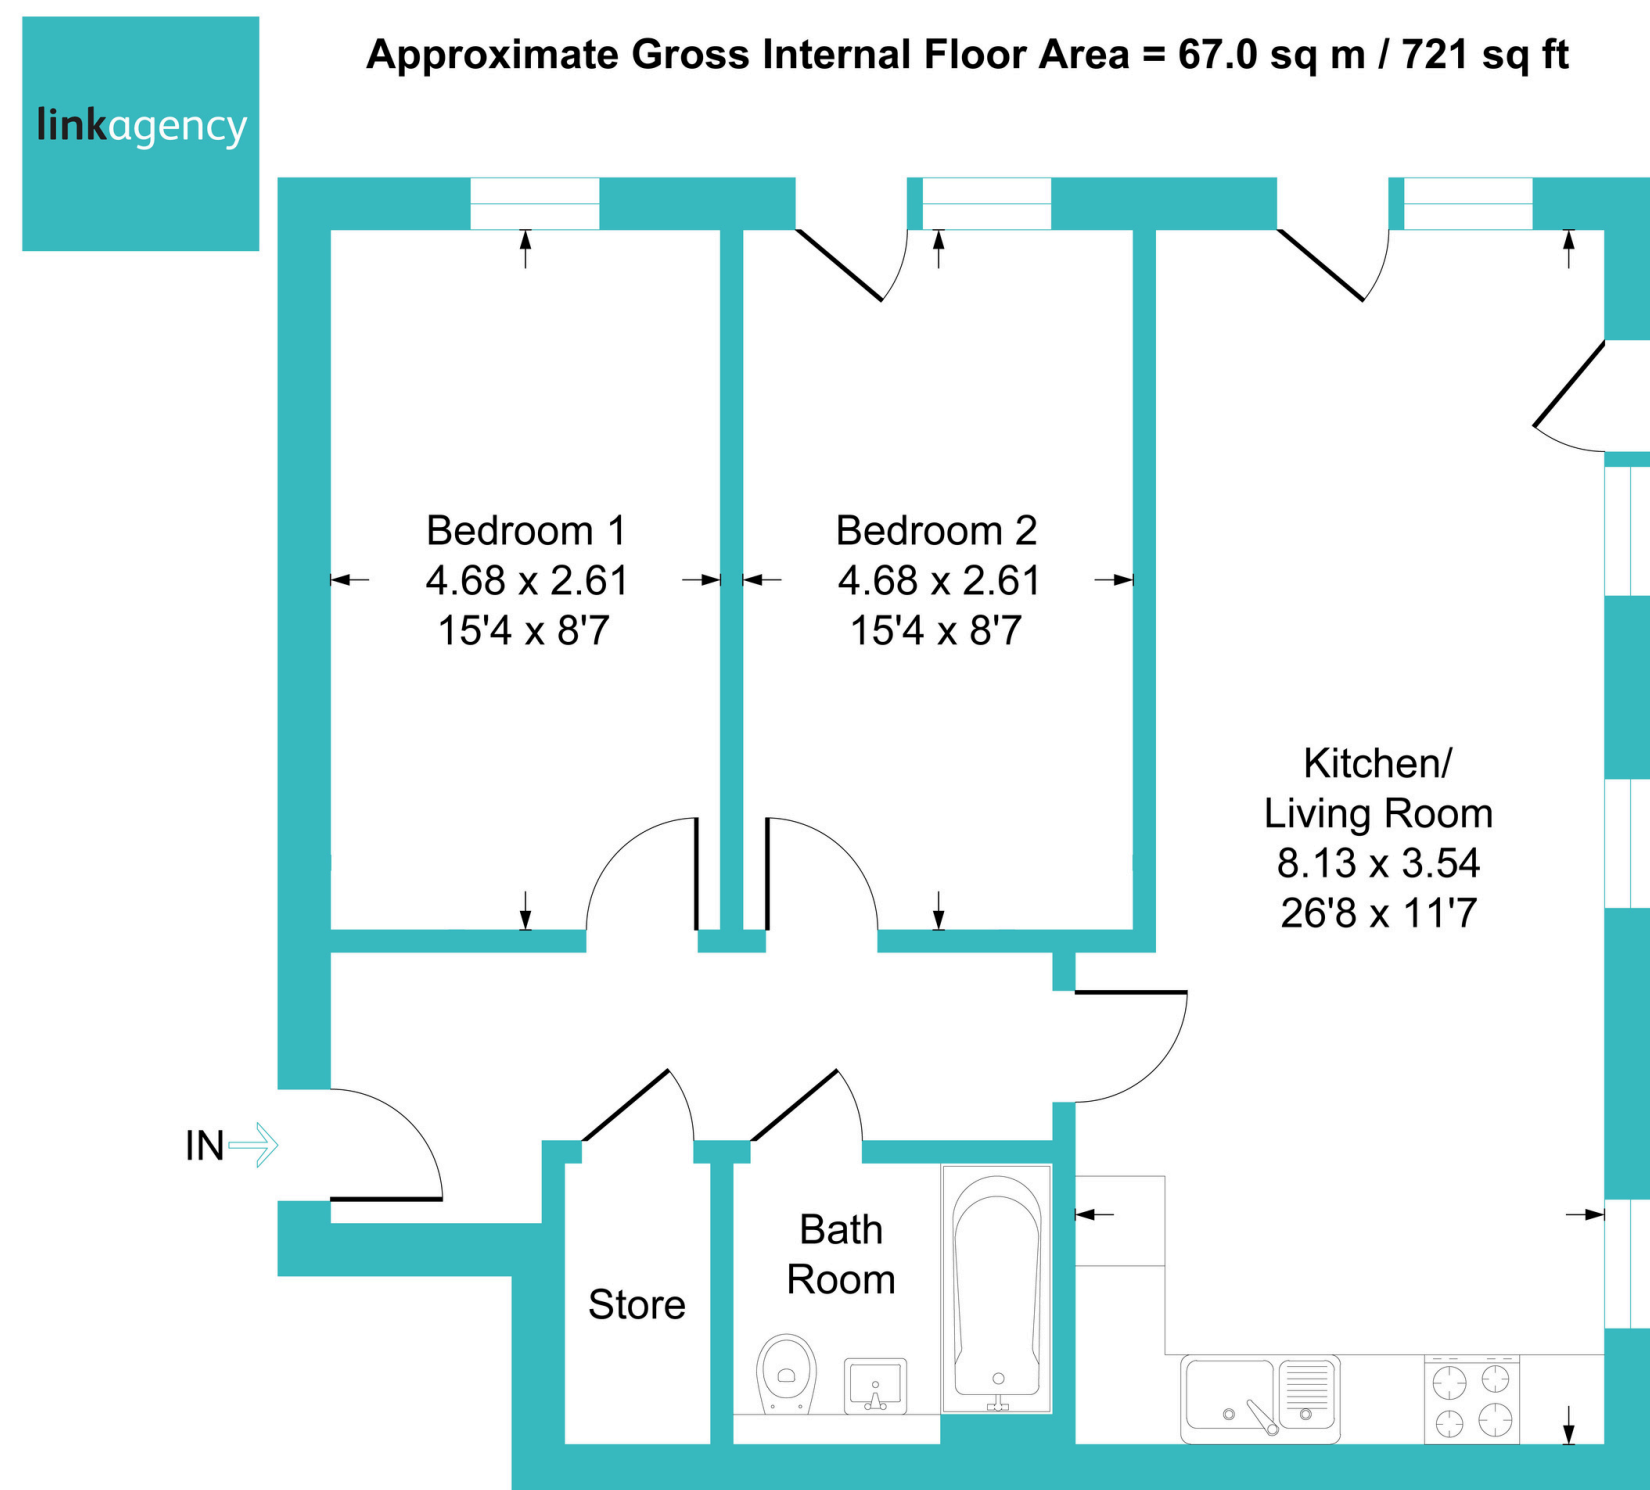 Approximate Gross Internal Floor Area = 67.0 sq m / 721 sq ft
linkagency
Bedroom 1
4.68 x 2.61
15'4 x 8'7
Bedroom 2
4.68 x 2.61
15'4 x 8'7
Kitchen/
Living Room
8.13 x 3.54
26'8 x 11'7
IN
Bath
Room
Store